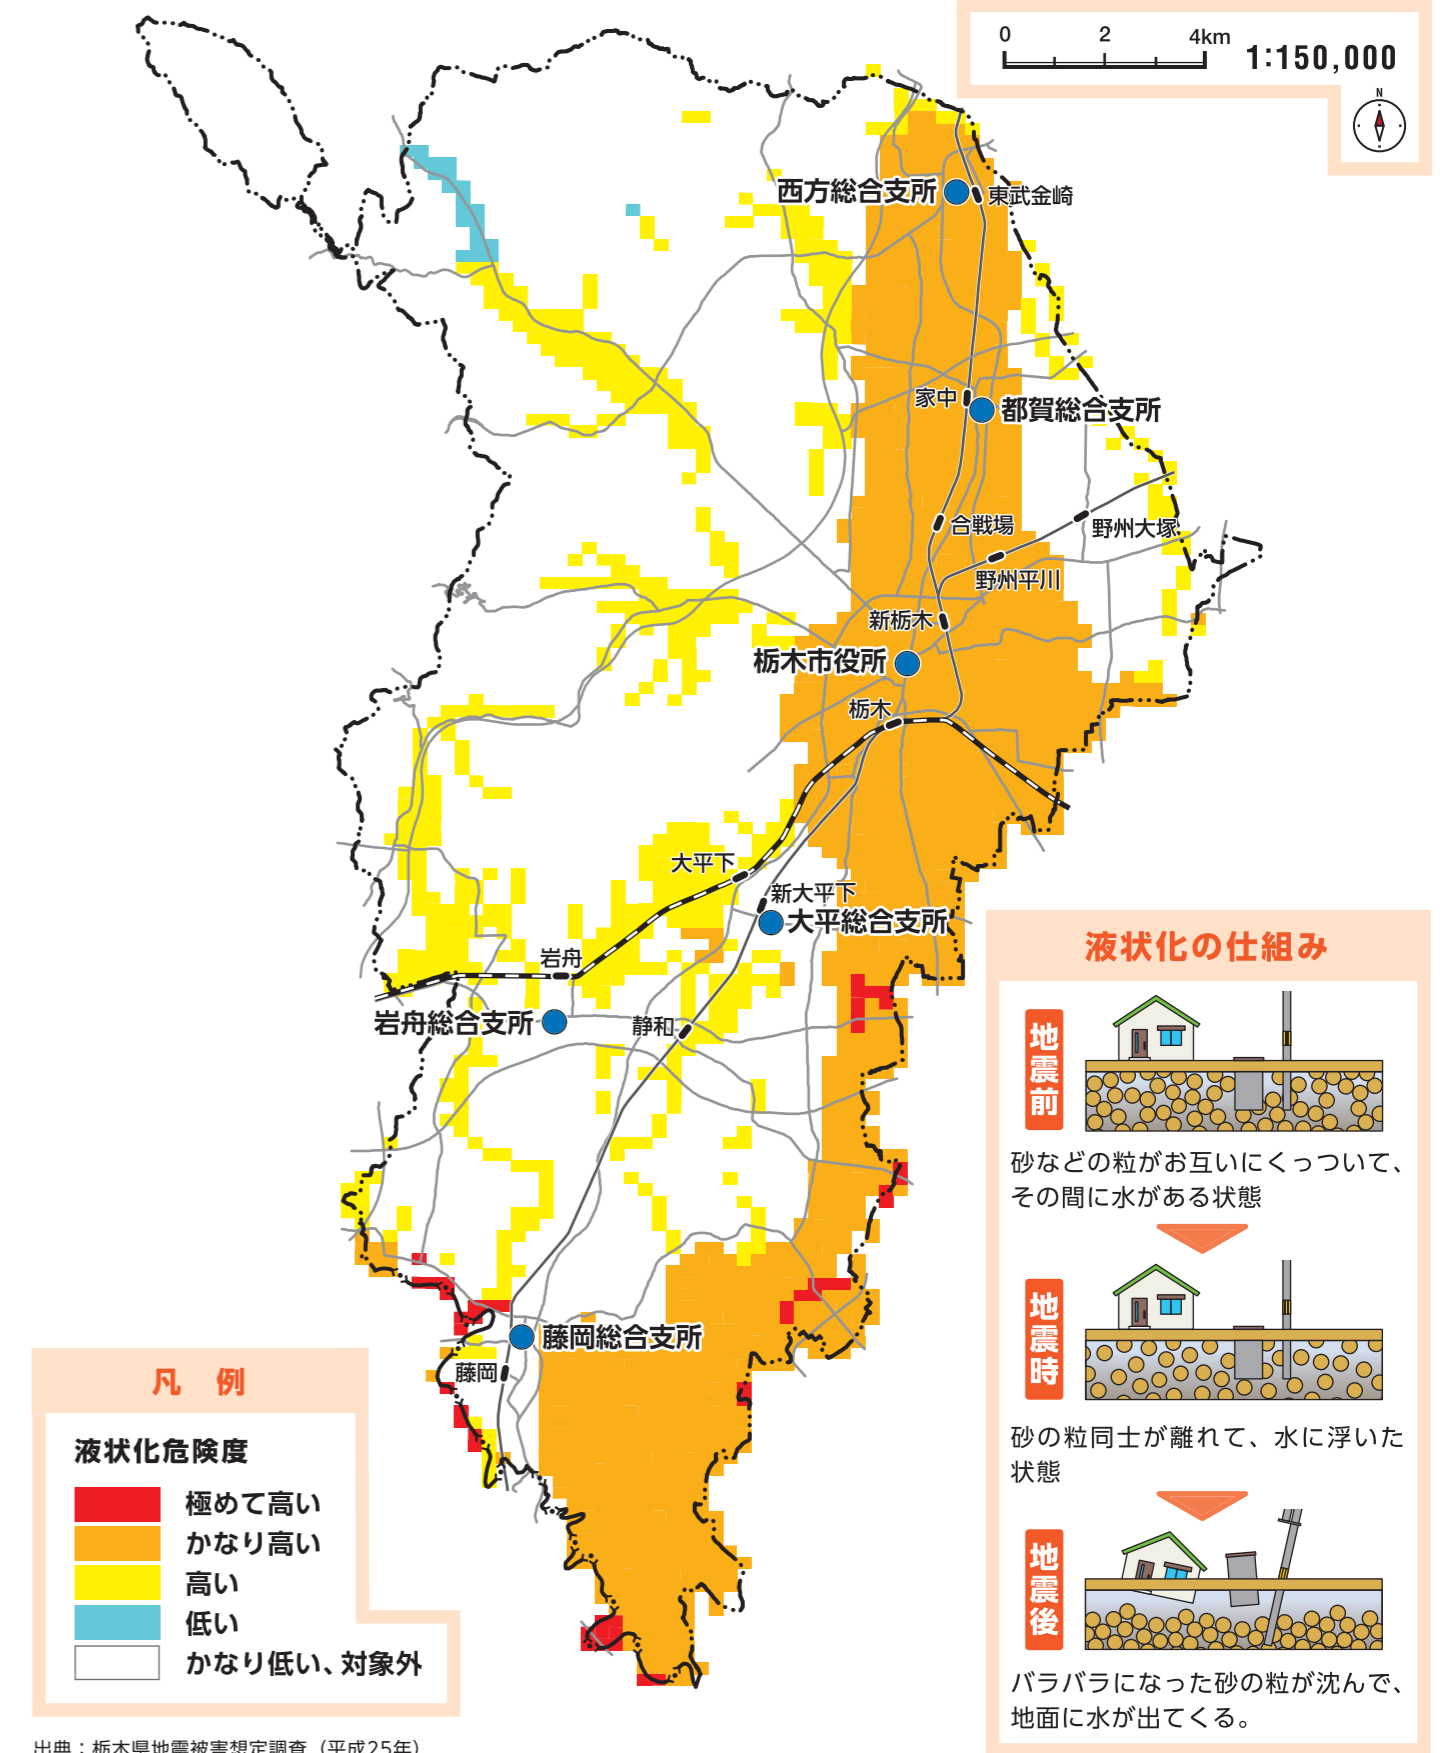 0 2 4km 1:150,000
N
西方総合支所
東武金崎
家中
都賀総合支所
合戦場
野州大塚
野州平川
新栃木
栃木市役所
栃木
大平下
新大平下
大平総合支所
岩舟
岩舟総合支所
静和
藤岡総合支所
藤岡
凡 例
液状化危険度
極めて高い
かなり高い
高い
低い
かなり低い、対象外
出典：栃木県地震被害想定調査（平成25年）
液状化の仕組み
地震前
砂などの粒がお互いにくっついて、
その間に水がある状態
地震時
砂の粒同士が離れて、水に浮いた
状態
地震後
バラバラになった砂の粒が沈んで、
地面に水が出てくる。